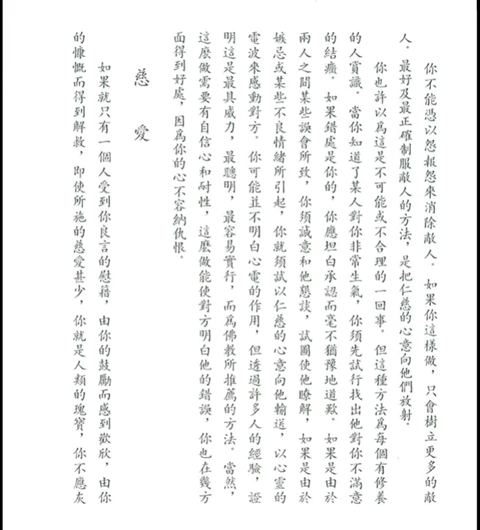 你不能憑以怨報怨來消除敵人。如果你這樣做，只會樹立更多的敵
人。最好及最正確制服敵人的方法，是把仁慈的心意向他們放射。
你也許以爲這是不可能或不合理的一回事。但這種方法爲每個有修養
的人賞識。當你知道了某人對你非常生氣，你須先試行找出他對你不滿意
的結癥。如果錯處是你的，你應坦白承認而毫不猶豫地道歉。如果是由於
兩人之間某些誤會所致，你須誠意和他懇談，試圖使他瞭解，如果是由於
嫉忌或某些不良情緒所引起，你就須試以仁慈的心意向他輸送，以心靈的
電波來感動對方。你可能並不明白心電的作用，但透過許多人的經驗，證
明這是最具威力，最聰明，最容易實行，而爲佛教所推薦的方法。當然，
這麽做需要有自信心和耐性，這麽做能使對方明白他的錯誤，你也在幾方
面得到好處，因爲你的心不容納仇恨。
慈愛
如果就只有一個人受到你良言的慰藉，由你的鼓勵而感到歡欣，由你
的慷慨而得到解救，即使所施的慈愛甚少，你就是人類的瑰寶，你不應灰